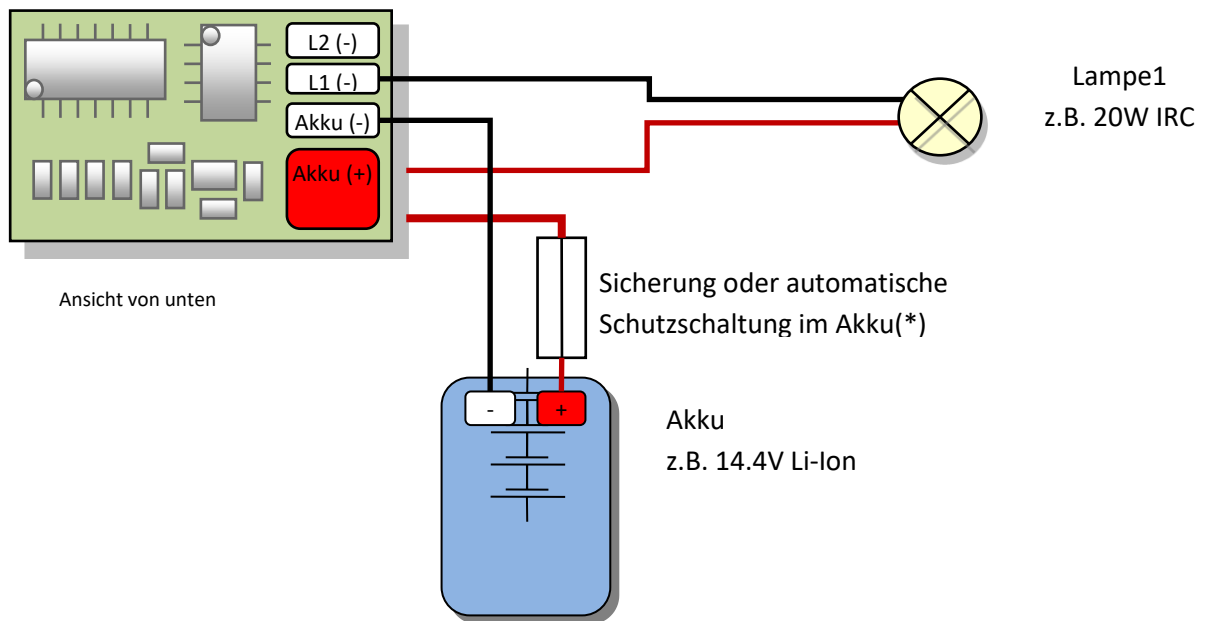 L2 (-)
L1 (-)
Akku (-)
Akku (+)
Lampe1
z.B. 20W IRC
Ansicht von unten
Sicherung oder automatische
Schutzschaltung im Akku(*)
-
+
Akku
z.B. 14.4V Li-Ion